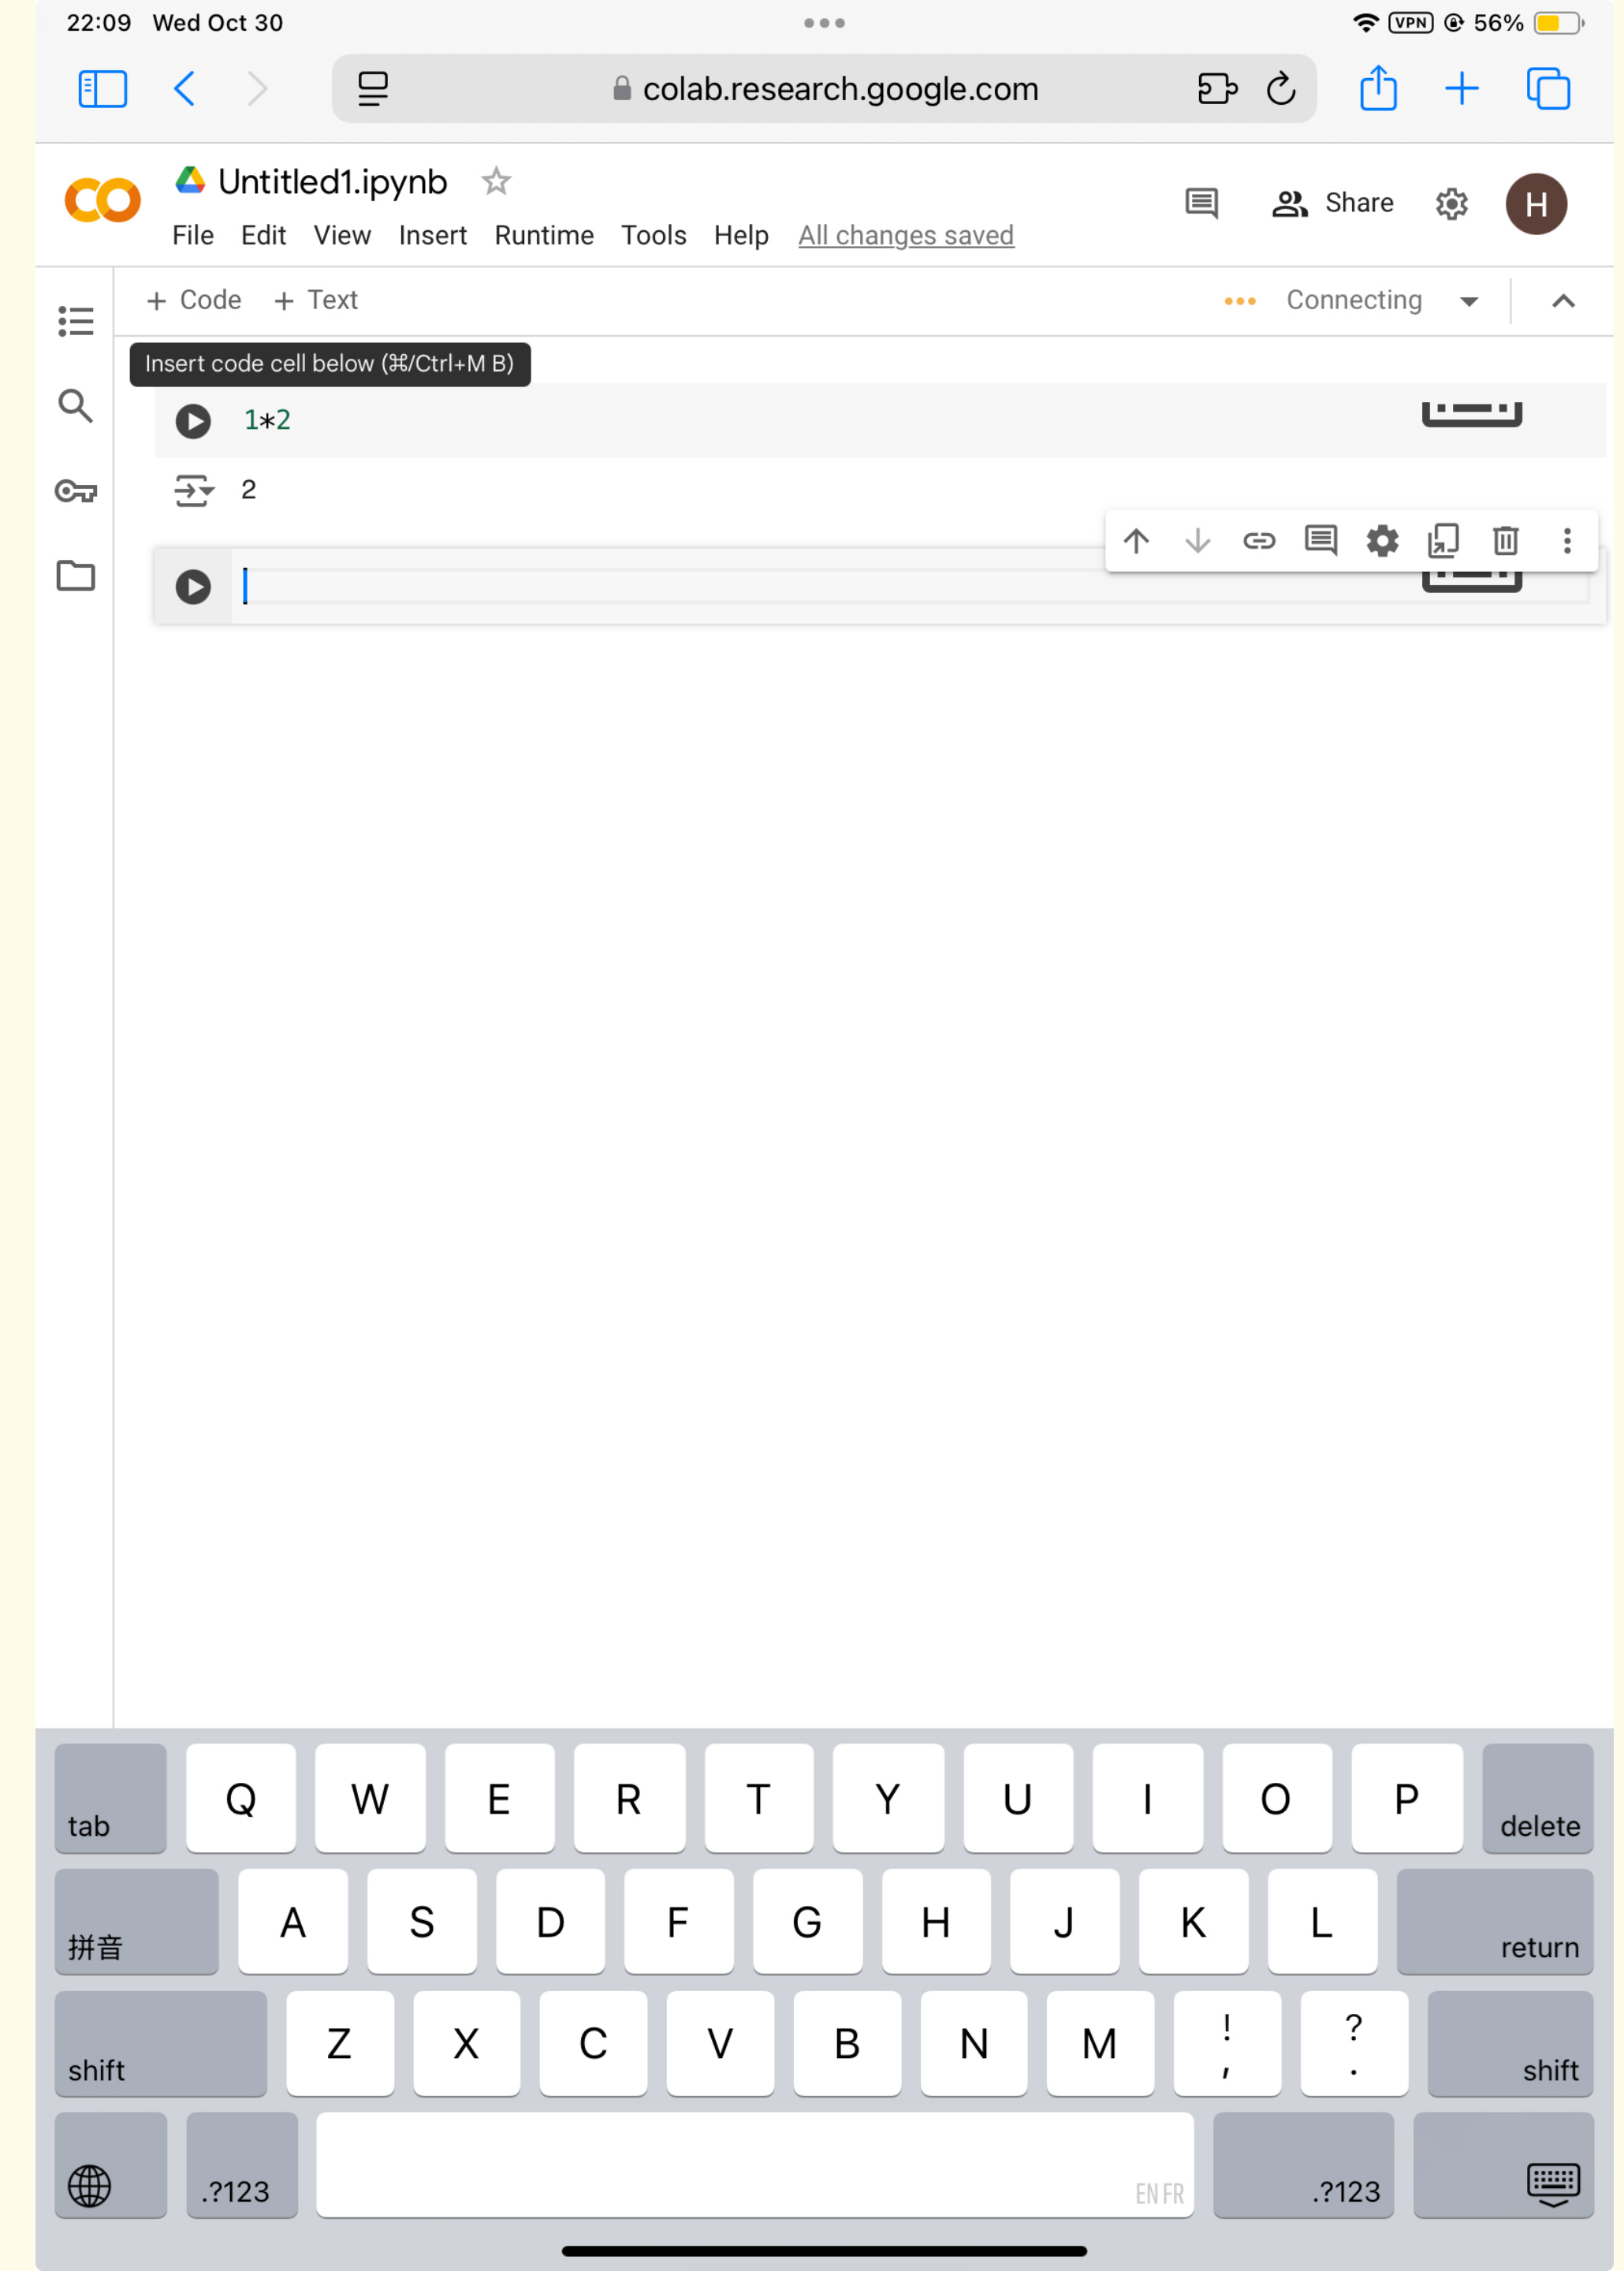 22:09 Wed Oct 30 VPN 56%
colab.research.google.com
Untitled1.ipynb
Share H
File Edit View Insert Runtime Tools Help All changes saved
+ Code + Text Connecting
Insert code cell below (⌘/Ctrl+M B)
1*2
2
tab Q W E R T Y U I O P delete
拼音 A S D F G H J K L return
shift Z X C V B N M ! , ? . shift
.?123 EN FR .?123